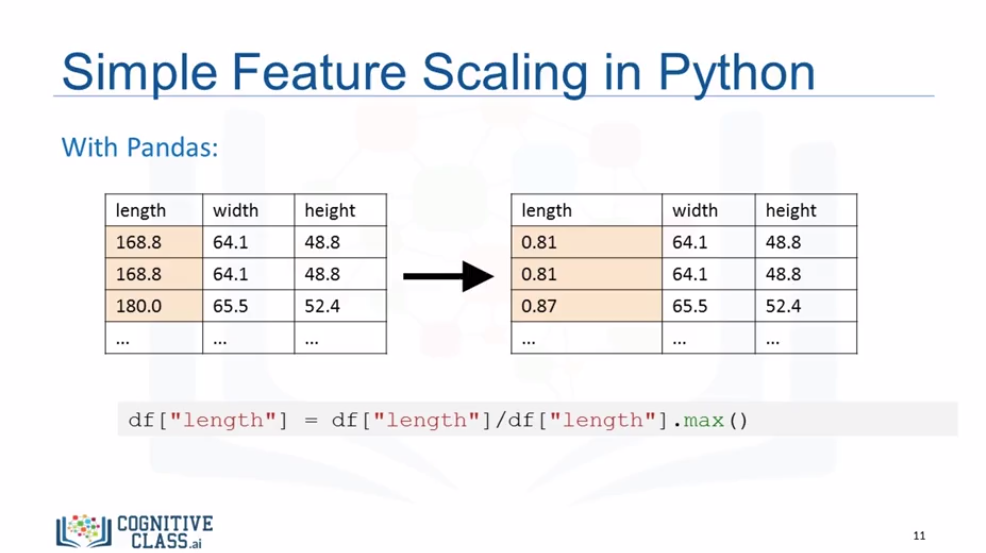 Simple Feature Scaling in Python
With Pandas:
length width height
168.8 64.1 48.8
168.8 64.1 48.8
180.0 65.5 52.4
... ... ...
length width height
0.81 64.1 48.8
0.81 64.1 48.8
0.87 65.5 52.4
... ... ...
df["length"] = df["length"]/df["length"].max()
COGNITIVE
CLASS.ai
11